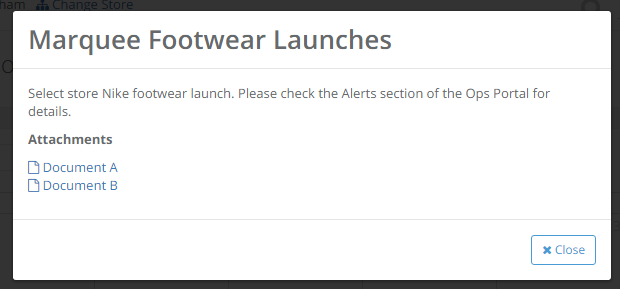 ham Change Store
Marquee Footwear Launches
Select store Nike footwear launch. Please check the Alerts section of the Ops Portal for
details.
Attachments
Document A
Document B
Close